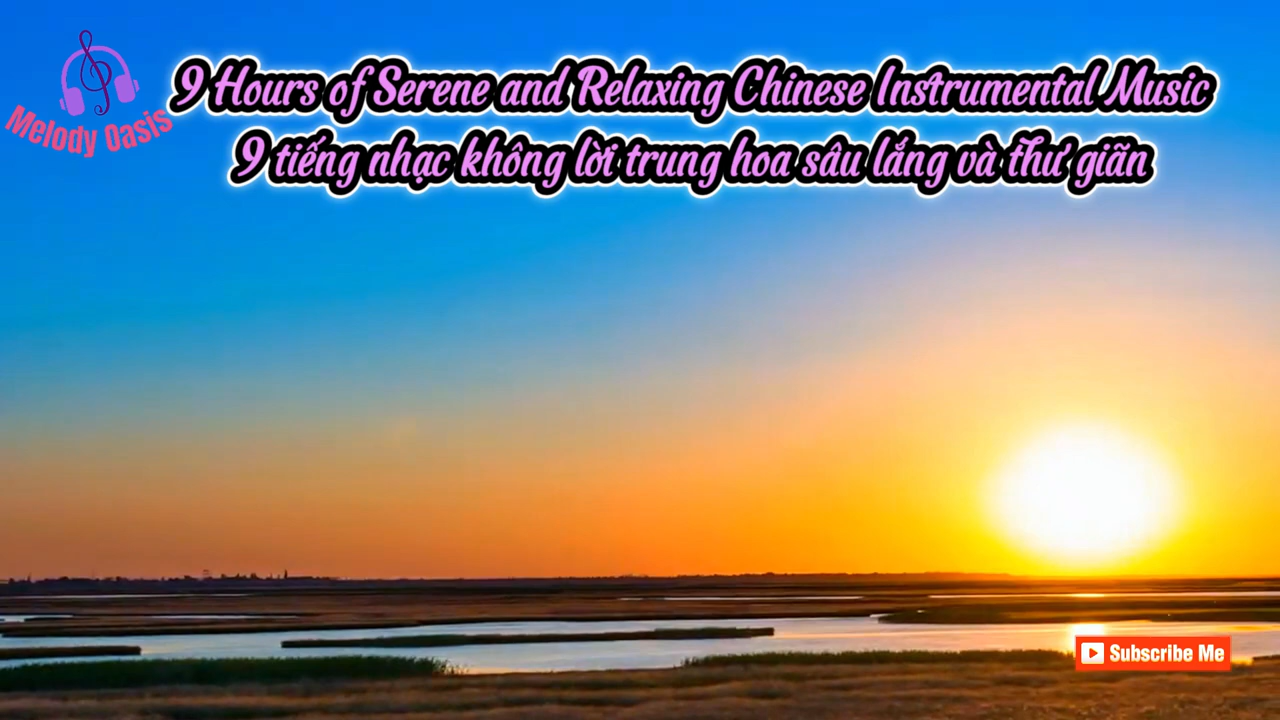 Melody Oasis
9 Hours of Serene and Relaxing Chinese Instrumental Music
9 tiếng nhạc không lời trung hoa sâu lắng và thư giãn
Subscribe Me